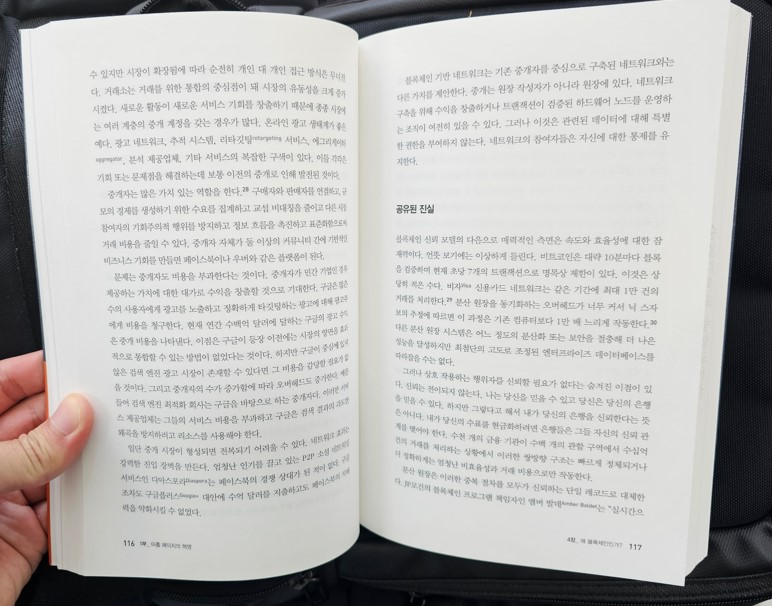 수 있지만 시장이 확장됨에 따라 순전히 개인 대 개인 접근 방식은 무너졌
다. 거래소는 거래를 위한 통합의 중심점이 돼 시장의 유동성을 크게 증가
시켰다. 새로운 활동이 새로운 서비스 기회를 창출하기 때문에 종종 시장에
는 여러 계층의 중개 계정을 갖는 경우가 많다. 온라인 광고 생태계가 좋은
예다. 광고 네트워크, 추적 시스템, 리타깃팅retargeting 서비스, 에그리게이터
aggregator, 분석 제공업체, 기타 서비스의 복잡한 구색이 있다. 이들 각각은
기회 또는 문제점을 해결하는데 보통 이전의 중개로 인해 발전된 것이다.
중개자는 많은 가치 있는 역할을 한다.28 구매자와 판매자를 연결하고, 규
모의 경제를 생성하기 위한 수요를 집계하고 교섭 비대칭을 줄이고 다른 시장
참여자의 기회주의적 행위를 방지하고 정보 흐름을 촉진하고 표준화함으로써
거래 비용을 줄일 수 있다. 중개자 자체가 둘 이상의 커뮤니티 간에 기본적인
비즈니스 기회를 만들면 페이스북이나 우버와 같은 플랫폼이 된다.
문제는 중개자도 비용을 부과한다는 것이다. 중개자가 민간 기업인 경우
제공하는 가치에 대한 대가로 수익을 창출할 것으로 기대한다. 구글은 많은
수의 사용자에게 광고를 노출하고 정확하게 타깃팅하는 광고에 대해 광고주
에게 비용을 청구한다. 현재 연간 수백억 달러에 달하는 구글의 광고 수익
은 중개 비용을 나타낸다. 이점은 구글이 등장 이전에는 시장의 양면을 효과
적으로 통합할 수 있는 방법이 없었다는 것이다. 하지만 구글이 중심에 있지
않은 검색 엔진 광고 시장이 존재할 수 있다면 그 비용을 감당할 필요가 없
을 것이다. 그리고 중개자의 수가 증가함에 따라 오버헤드도 증가한다. 예를
들어 검색 엔진 최적화 회사는 구글을 바탕으로 하는 중개자다. 이러한 서비
스 제공업체는 그들의 서비스 비용을 부과하고 구글은 검색 결과의 과도한
왜곡을 방지하려고 리소스를 사용해야 한다.
일단 중개 시장이 형성되면 전복되기 어려울 수 있다. 네트워크 효과는
강력한 진입 장벽을 만든다. 엄청난 인기를 끌고 있는 P2P 소셜 네트워킹
서비스인 디아스포라Diaspora는 페이스북의 경쟁 상대가 된 적이 없다. 구글
조차도 구글플러스Google+ 대안에 수억 달러를 지출하고도 페이스북의 지배
력을 약화시킬 수 없었다.
116 1부_ 아홉 페이지의 혁명
블록체인 기반 네트워크는 기존 중개자를 중심으로 구축된 네트워크와는
다른 가치를 제안한다. 중개는 원장 작성자가 아니라 원장에 있다. 네트워크
구축을 위해 수익을 창출하거나 트랜잭션이 검증된 하드웨어 노드를 운영하
는 조직이 여전히 있을 수 있다. 그러나 이것은 관련된 데이터에 대해 특별
한 권한을 부여하지 않는다. 네트워크의 참여자들은 자신에 대한 통제를 유
지한다.
공유된 진실
블록체인 신뢰 모델의 다음으로 매력적인 측면은 속도와 효율성에 대한 잠
재력이다. 언뜻 보기에는 이상하게 들린다. 비트코인은 대략 10분마다 블록
을 검증하며 현재 초당 7개의 트랜잭션으로 명목상 제한이 있다. 이것은 상
당히 적은 수다. 비자Visa 신용카드 네트워크는 같은 기간에 최대 1만 건의
거래를 처리한다.29 분산 원장을 동기화하는 오버헤드가 너무 커서 닉 스자
보의 추정에 따르면 이 과정은 기존 컴퓨터보다 1만 배 느리게 작동한다.30
다른 분산 원장 시스템은 어느 정도의 분산화 또는 보안을 절충해 더 나은
성능을 달성하지만 최첨단의 고도로 조정된 엔터프라이즈 데이터베이스를
따라잡을 수는 없다.
그러나 상호 작용하는 행위자를 신뢰할 필요가 없다는 숨겨진 이점이 있
다. 신뢰는 전이되지 않는다. 나는 당신을 믿을 수 있고 당신은 당신의 은행
을 믿을 수 있다. 하지만 그렇다고 해서 내가 당신의 은행을 신뢰한다는 뜻
은 아니다. 내가 당신의 수표를 현금화하려면 은행들은 그들 자신의 신뢰 관
계를 맺어야 한다. 수천 개의 금융 기관이 수백 개의 관할 구역에서 수십억
건의 거래를 처리하는 상황에서 이러한 쌍방향 구조는 빠르게 정체되거나
더 정확하게는 엄청난 비효율성과 거래 비용으로만 작동한다.
분산 원장은 이러한 중복 절차를 모두가 신뢰하는 단일 레코드로 대체한
다. JP모건의 블록체인 프로그램 책임자인 앰버 발데Amber Baldet는 "실시간으
4장_ 왜 블록체인인가? 117